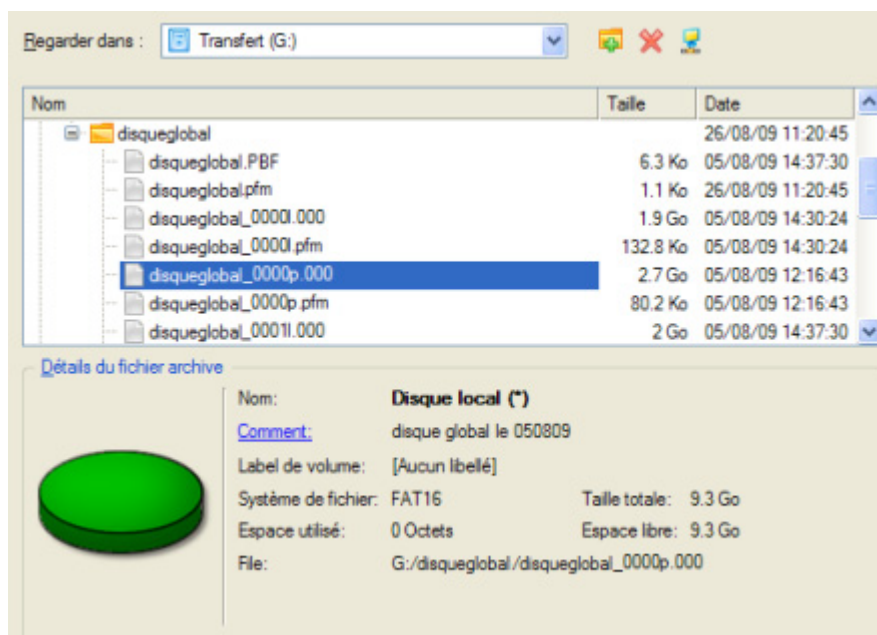 Regarder dans : Transfert (G:)
Nom Taille Date
disqueglobal 26/08/09 11:20:45
disqueglobal.PBF 6.3 Ko 05/08/09 14:37:30
disqueglobal.pfm 1.1 Ko 26/08/09 11:20:45
disqueglobal_0000l.000 1.9 Go 05/08/09 14:30:24
disqueglobal_0000l.pfm 132.8 Ko 05/08/09 14:30:24
disqueglobal_0000p.000 2.7 Go 05/08/09 12:16:43
disqueglobal_0000p.pfm 80.2 Ko 05/08/09 12:16:43
disqueglobal_0001l.000 2 Go 05/08/09 14:37:30
Détails du fichier archive
Nom: Disque local (*)
Comment: disque global le 050809
Label de volume: [Aucun libellé]
Système de fichier: FAT16 Taille totale: 9.3 Go
Espace utilisé: 0 Octets Espace libre: 9.3 Go
File: G:/disqueglobal/disqueglobal_0000p.000